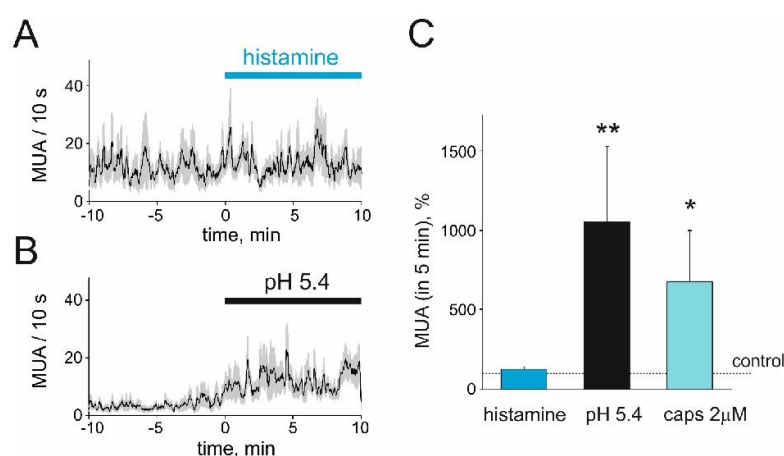 A
histamine
MUA / 10 s
40
20
0
-10
-5
0
5
10
time, min
B
pH 5.4
MUA / 10 s
40
20
0
-10
-5
0
5
10
time, min
C
MUA (in 5 min), %
1500
1000
500
0
**
*
control
histamine
pH 5.4
caps 2μM